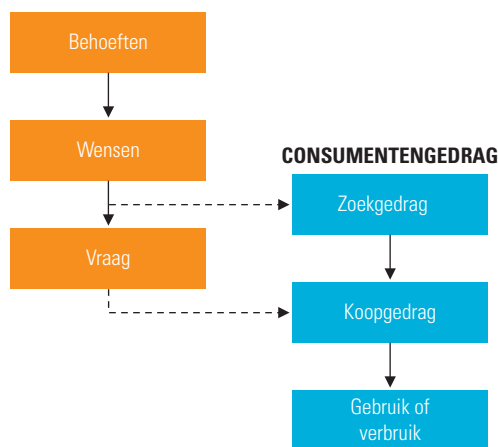 Behoeften
Wensen
Vraag
CONSUMENTENGEDRAG
Zoekgedrag
Koopgedrag
Gebruik of
verbruik